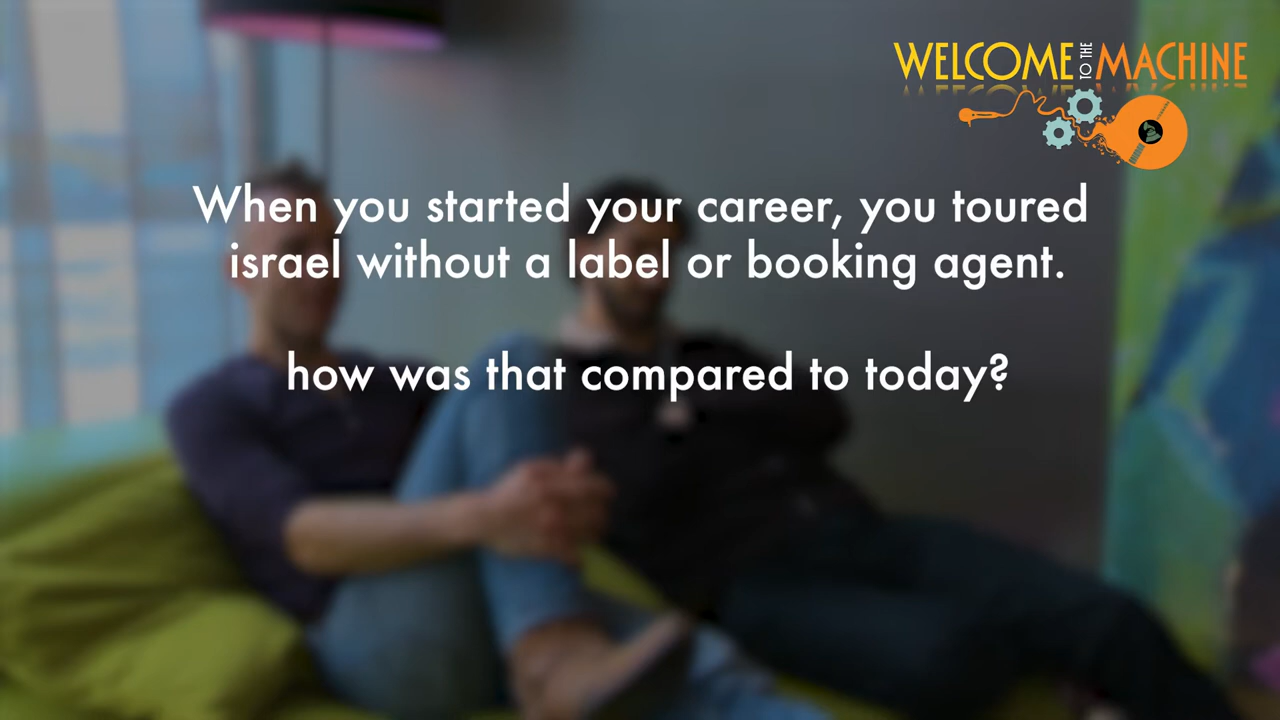 WELCOME TO THE MACHINE
When you started your career, you toured
israel without a label or booking agent.
how was that compared to today?